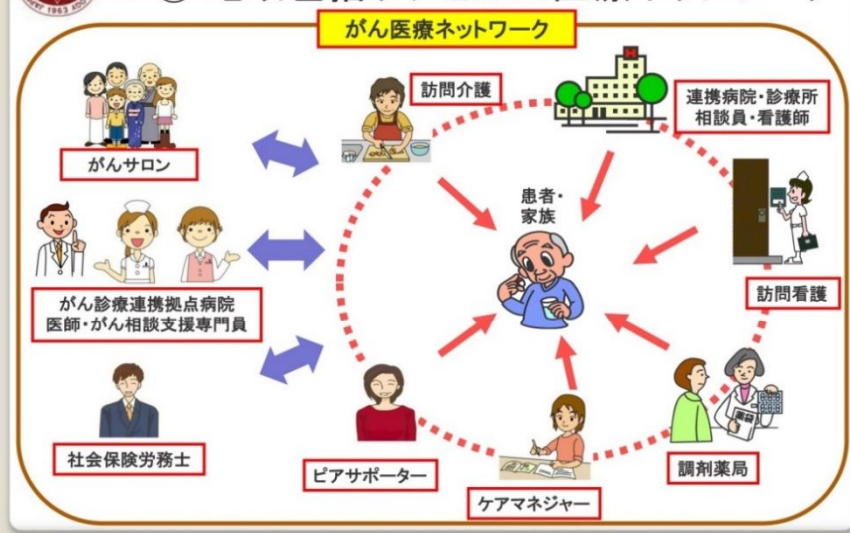 がん医療ネットワーク
訪問介護
連携病院・診療所
相談員・看護師
がんサロン
患者・
家族
がん診療連携拠点病院
医師・がん相談支援専門員
訪問看護
社会保険労務士
ピアサポーター
ケアマネジャー
調剤薬局
薬袋